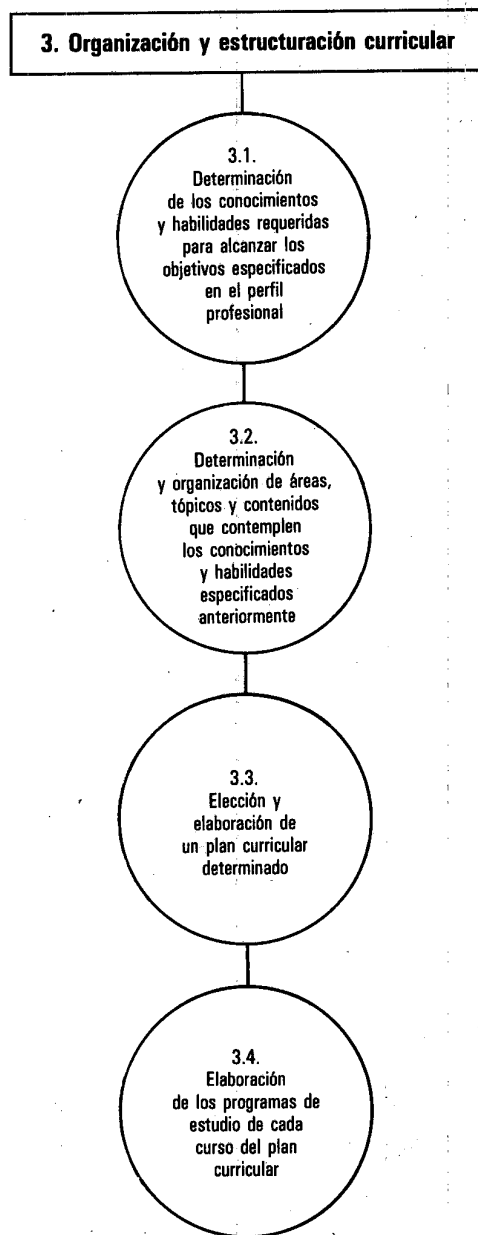 3. Organización y estructuración curricular
3.1.
Determinación
de los conocimientos
y habilidades requeridas
para alcanzar los
objetivos especificados
en el perfil
profesional
3.2.
Determinación
y organización de áreas,
tópicos y contenidos
que contemplen
los conocimientos
y habilidades
especificados
anteriormente
3.3.
Elección y
elaboración de
un plan curricular
determinado
3.4.
Elaboración
de los programas de
estudio de cada
curso del plan
curricular